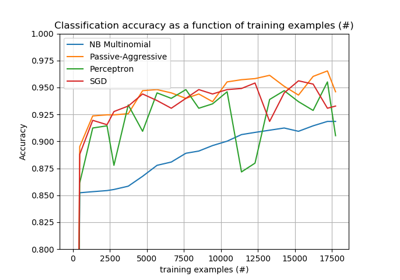 Classification accuracy as a function of training examples (#)
1.000
0.975
0.950
0.925
0.900
0.875
0.850
0.825
0.800
Accuracy
NB Multinomial
Passive-Aggressive
Perceptron
SGD
0 2500 5000 7500 10000 12500 15000 17500
training examples (#)